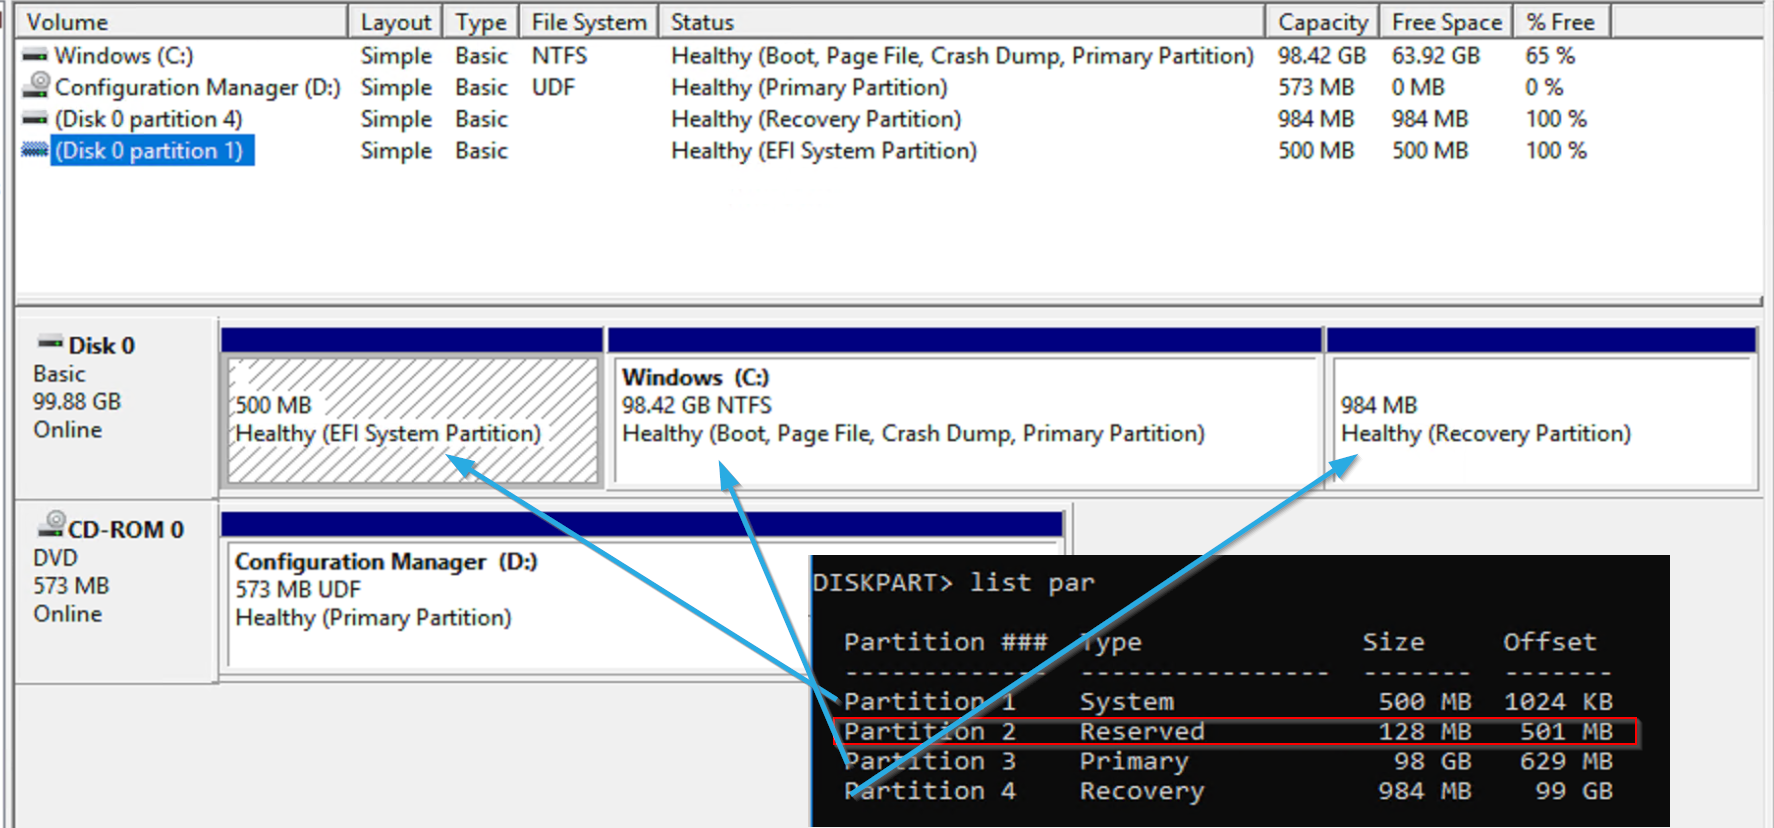 Volume Layout Type File System Status Capacity Free Space % Free
Windows (C:) Simple Basic NTFS Healthy (Boot, Page File, Crash Dump, Primary Partition) 98.42 GB 63.92 GB 65 %
Configuration Manager (D:) Simple Basic UDF Healthy (Primary Partition) 573 MB 0 MB 0 %
(Disk 0 partition 4) Simple Basic Healthy (Recovery Partition) 984 MB 984 MB 100 %
(Disk 0 partition 1) Simple Basic Healthy (EFI System Partition) 500 MB 500 MB 100 %
Disk 0
Basic
99.88 GB
Online
500 MB
Healthy (EFI System Partition)
Windows (C:)
98.42 GB NTFS
Healthy (Boot, Page File, Crash Dump, Primary Partition)
984 MB
Healthy (Recovery Partition)
CD-ROM 0
DVD
573 MB
Online
Configuration Manager (D:)
573 MB UDF
Healthy (Primary Partition)
DISKPART> list par
Partition ### Type Size Offset
------------- ---------------- ------- -------
Partition 1 System 500 MB 1024 KB
Partition 2 Reserved 128 MB 501 MB
Partition 3 Primary 98 GB 629 MB
Partition 4 Recovery 984 MB 99 GB